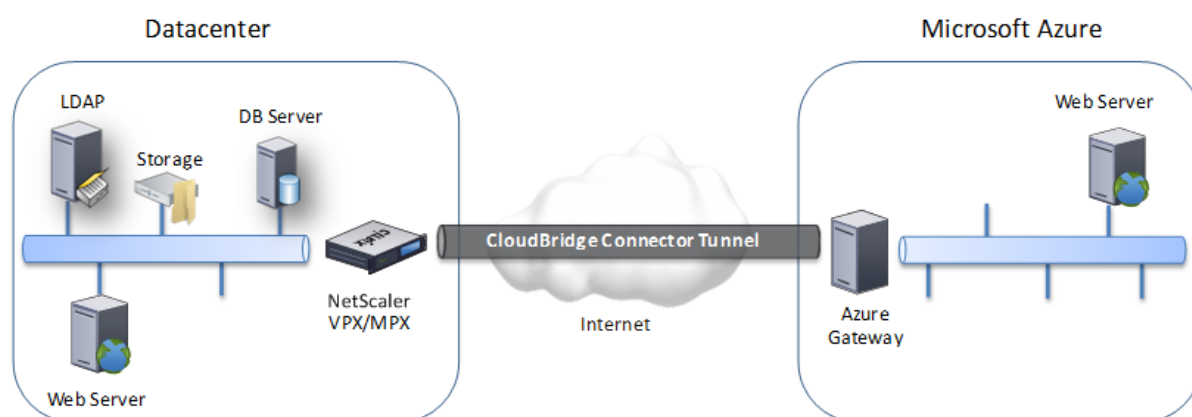 Datacenter
Microsoft Azure
LDAP
DB Server
Storage
Web Server
citrix
CloudBridge Connector Tunnel
NetScaler
VPX/MPX
Internet
Azure
Gateway
Web Server